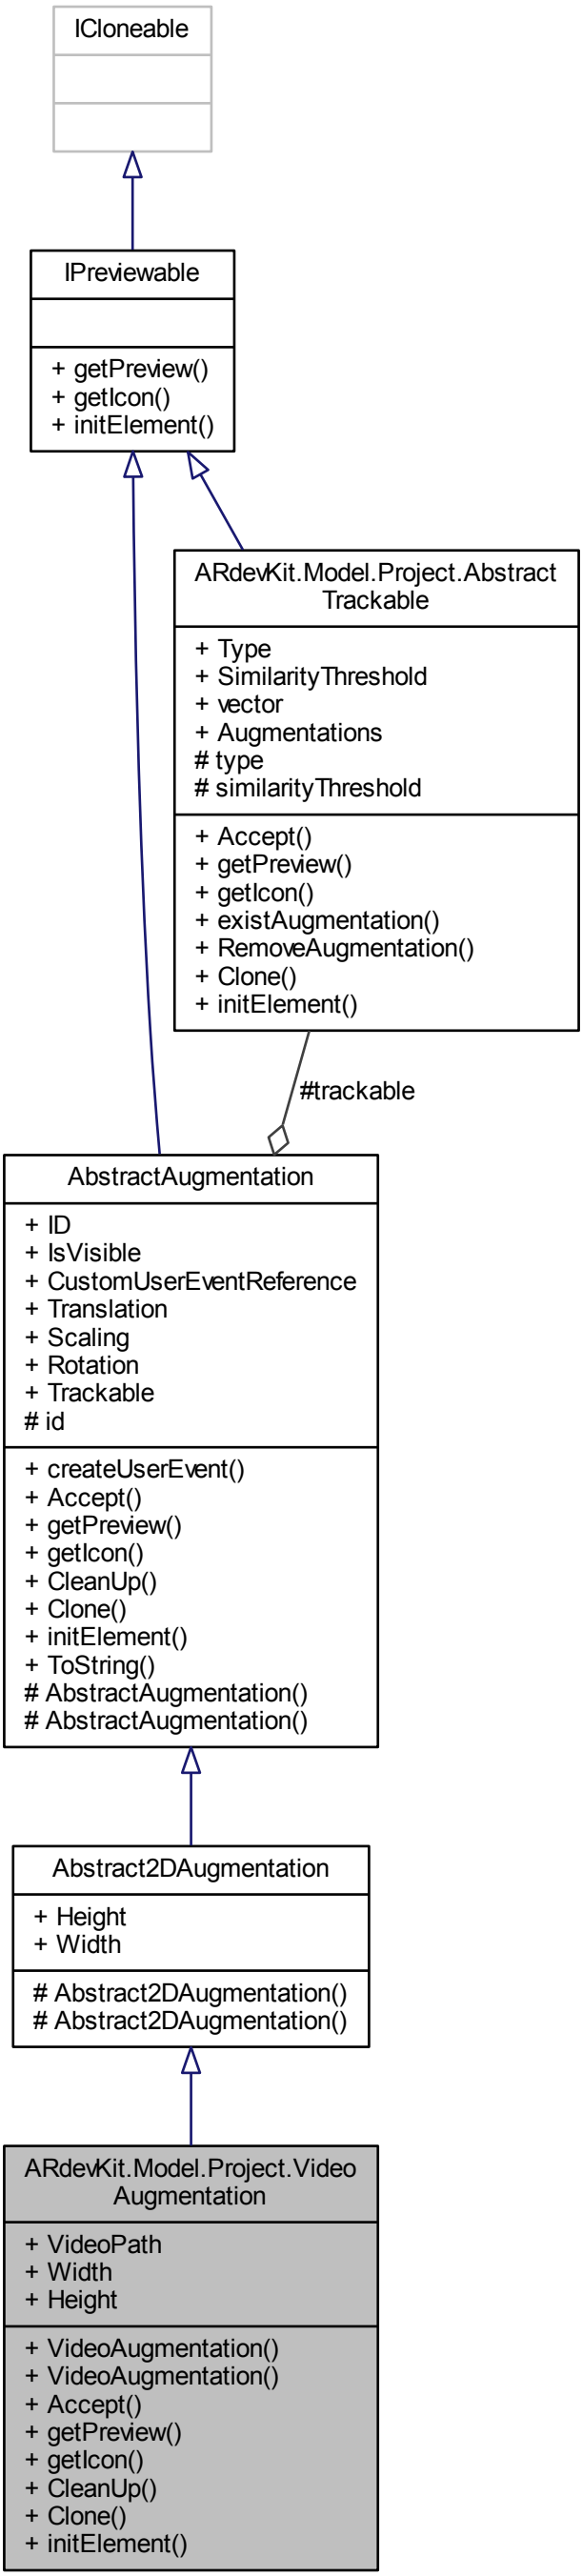 ICloneable
IPreviewable
+ getPreview()
+ getIcon()
+ initElement()
ARdevKit.Model.Project.Abstract
Trackable
+ Type
+ SimilarityThreshold
+ vector
+ Augmentations
# type
# similarityThreshold
+ Accept()
+ getPreview()
+ getIcon()
+ existAugmentation()
+ RemoveAugmentation()
+ Clone()
+ initElement()
#trackable
AbstractAugmentation
+ ID
+ IsVisible
+ CustomUserEventReference
+ Translation
+ Scaling
+ Rotation
+ Trackable
# id
+ createUserEvent()
+ Accept()
+ getPreview()
+ getIcon()
+ CleanUp()
+ Clone()
+ initElement()
+ ToString()
# AbstractAugmentation()
# AbstractAugmentation()
Abstract2DAugmentation
+ Height
+ Width
# Abstract2DAugmentation()
# Abstract2DAugmentation()
ARdevKit.Model.Project.Video
Augmentation
+ VideoPath
+ Width
+ Height
+ VideoAugmentation()
+ VideoAugmentation()
+ Accept()
+ getPreview()
+ getIcon()
+ CleanUp()
+ Clone()
+ initElement()